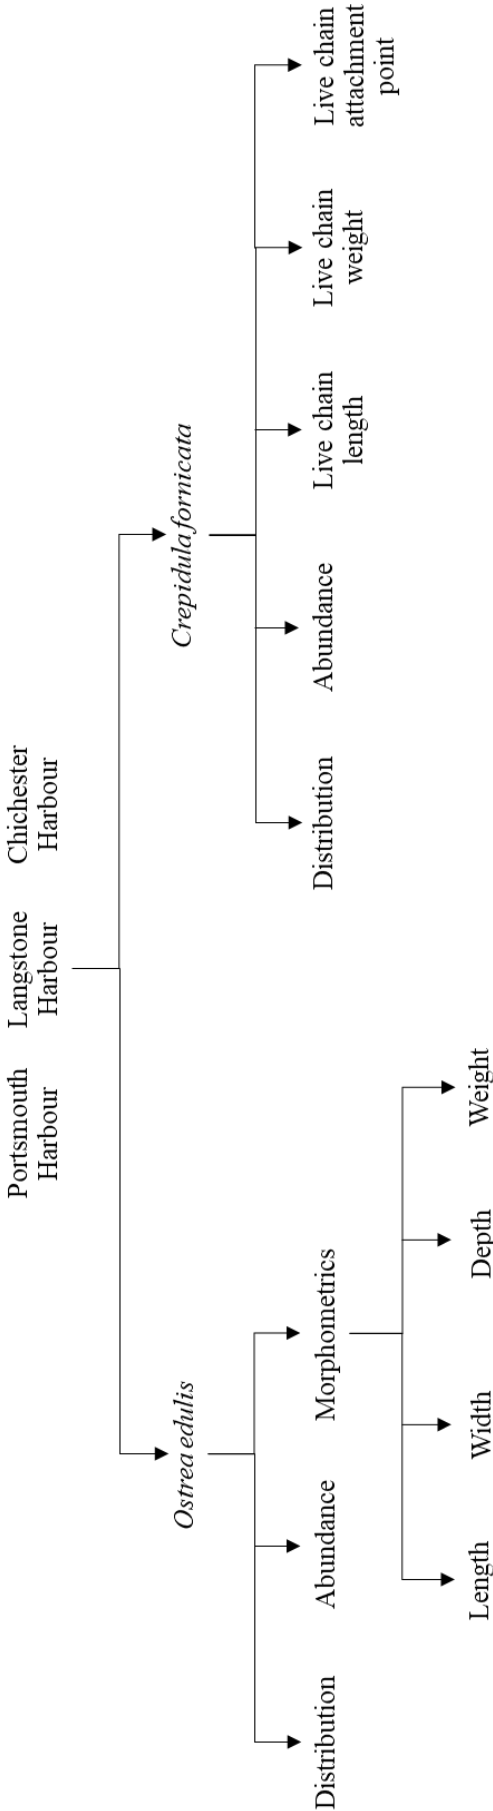 Portsmouth
Harbour
Langstone
Harbour
Chichester
Harbour
Ostrea edulis
Crepidula fornicata
Distribution
Abundance
Morphometrics
Distribution
Abundance
Live chain
length
Live chain
weight
Live chain
attachment
point
Length
Width
Depth
Weight